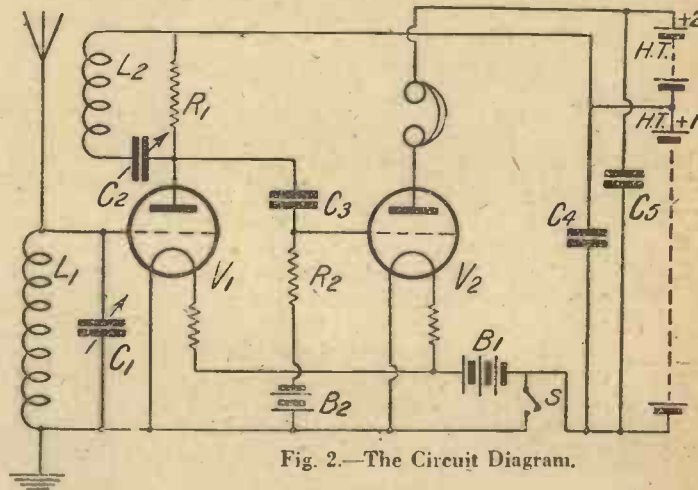 +2
H.T.
L2
R1
H.T. +1
C2
C3
C4
C5
L1
V1
R2
V2
C1
B1
S
B2
Fig. 2.—The Circuit Diagram.